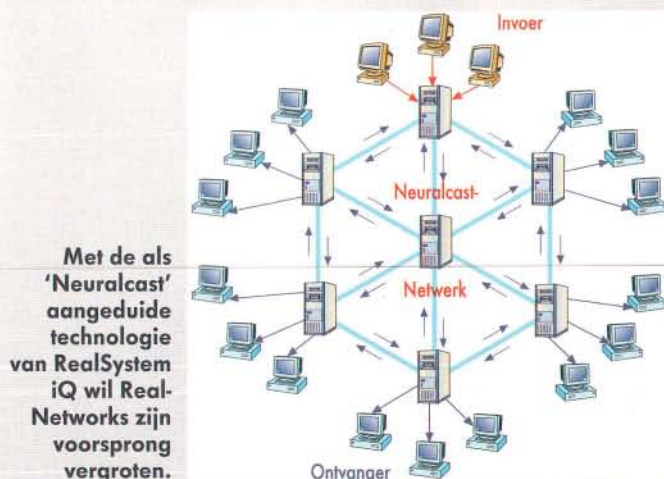 Invoer
Neuralcast-
Netwerk
Ontvanger
Met de als
'Neuralcast'
aangeduide
technologie
van RealSystem
iQ wil Real-
Networks zijn
voorsprong
vergroten.